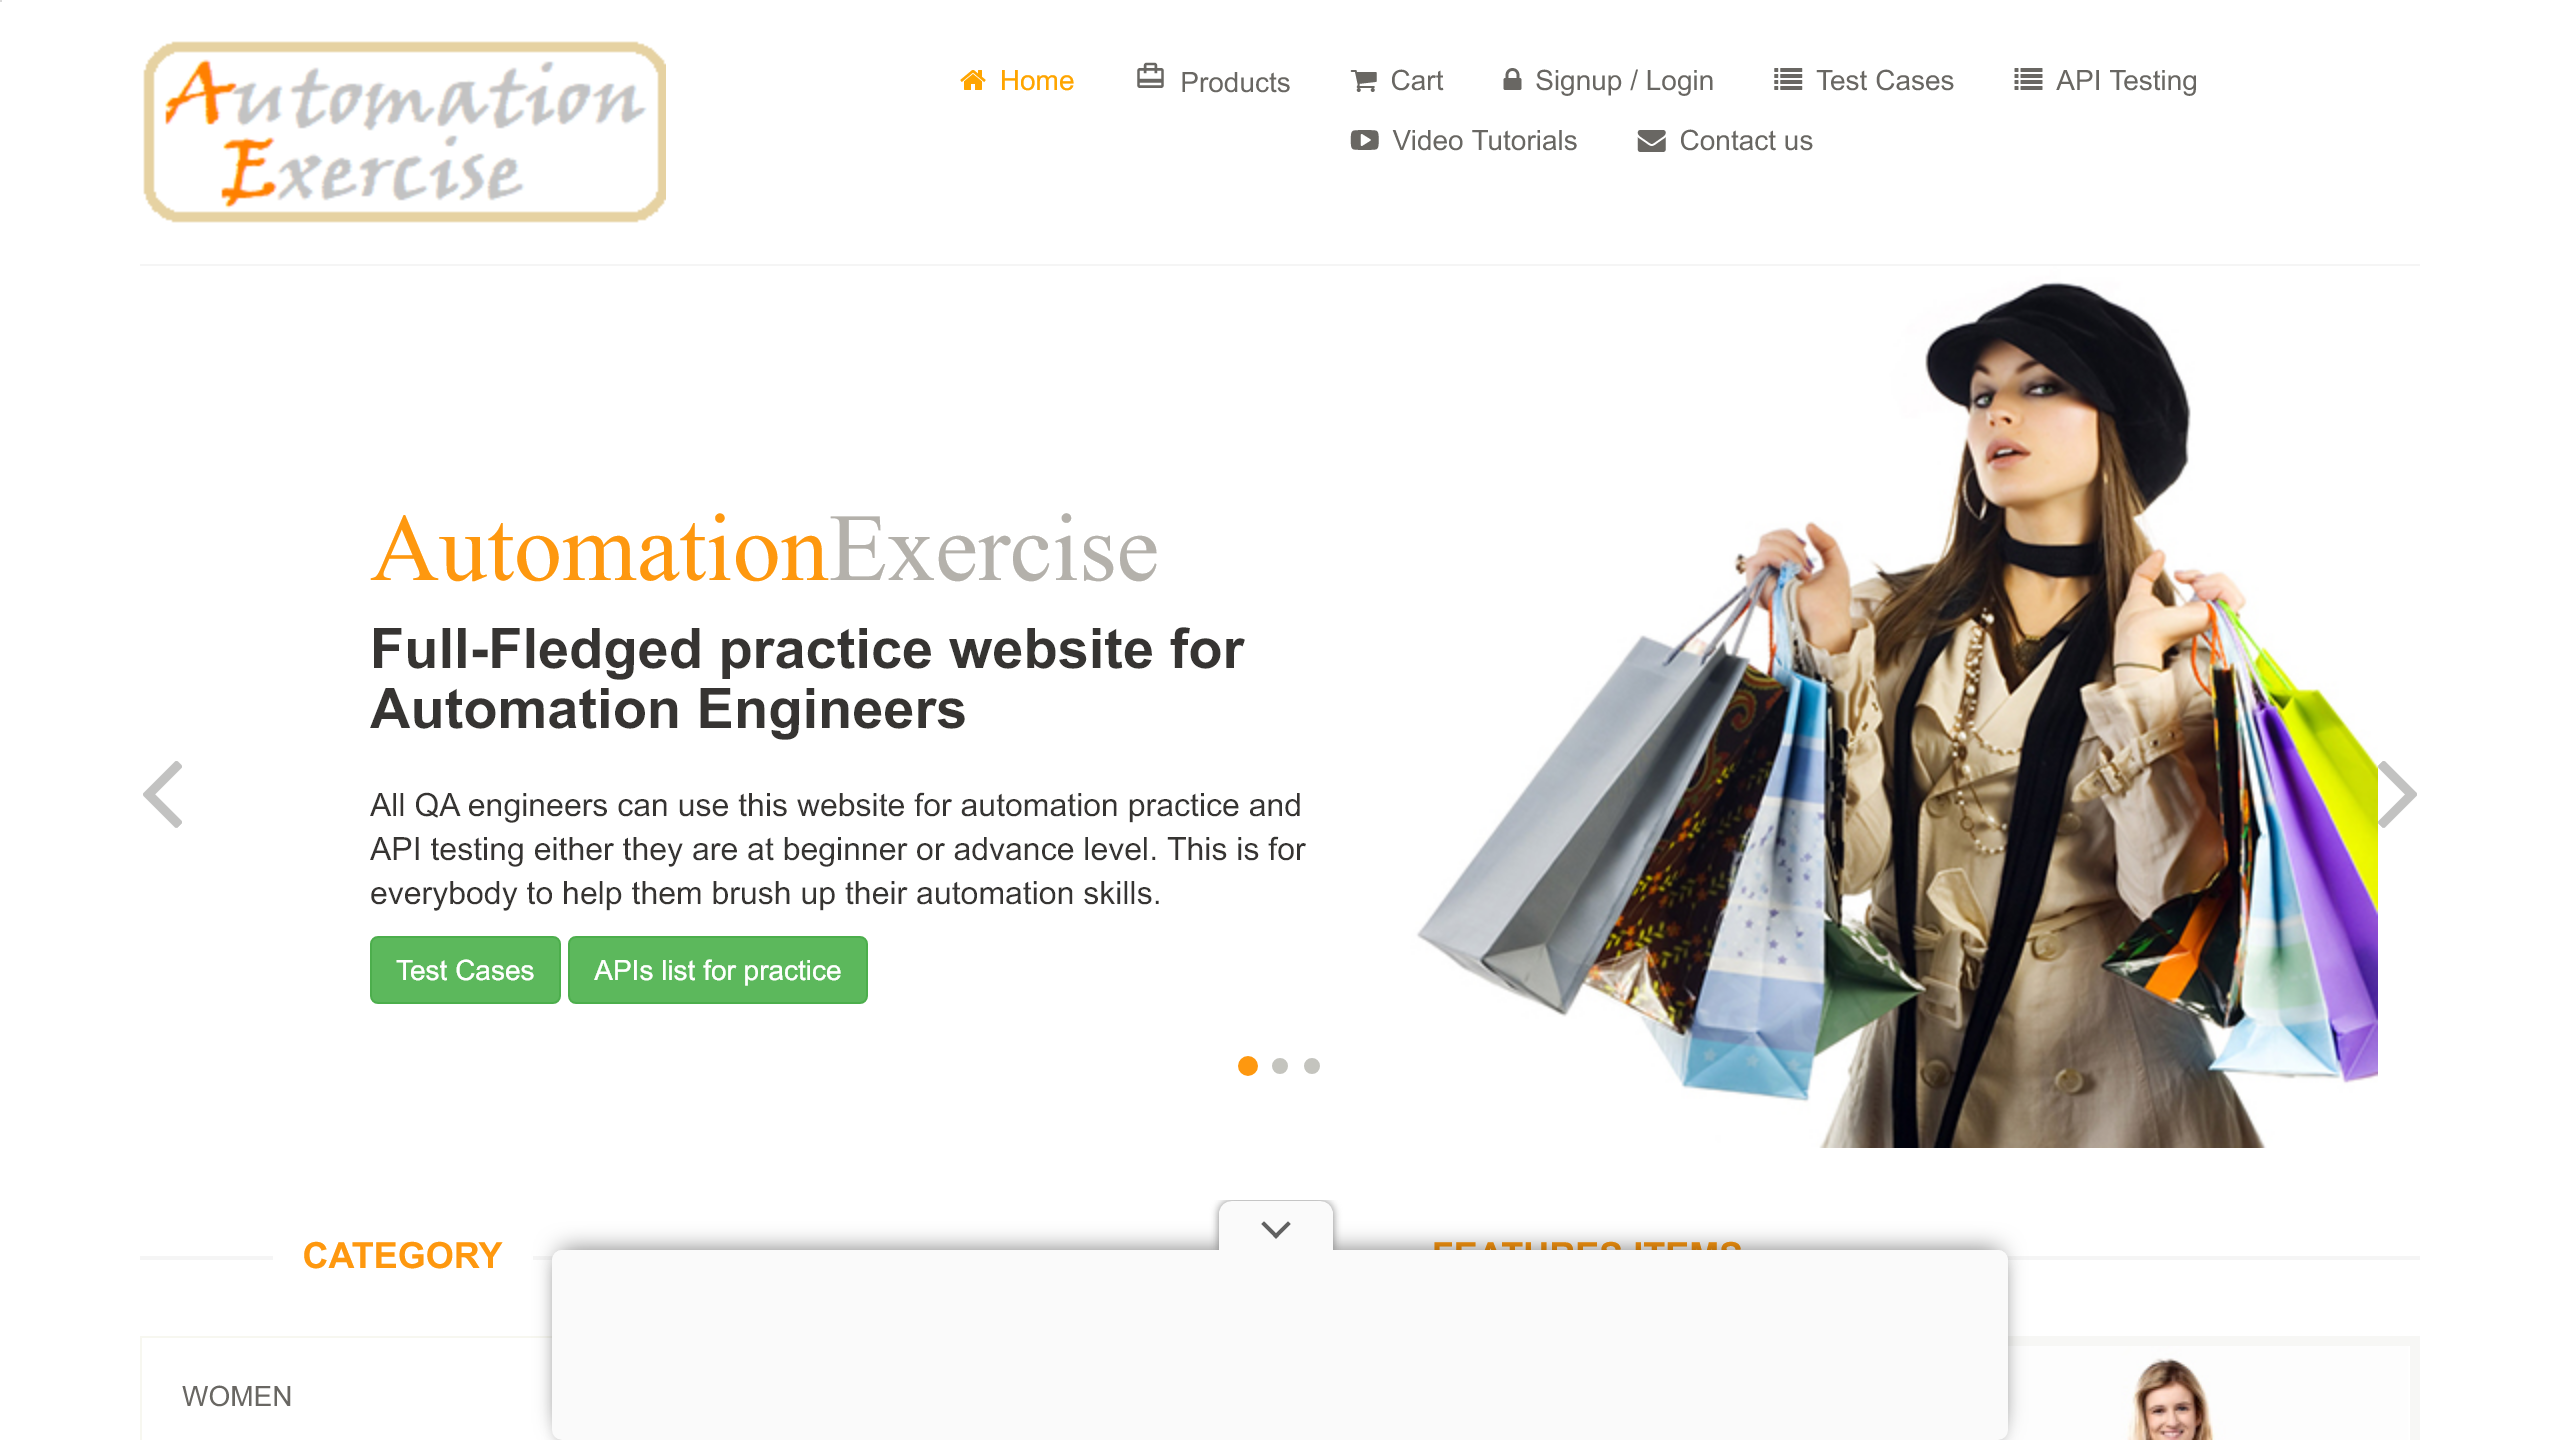 Automation
Exercise
Home
Products
Cart
Signup / Login
Test Cases
API Testing
Video Tutorials
Contact us
AutomationExercise
Full-Fledged practice website for
Automation Engineers
All QA engineers can use this website for automation practice and
API testing either they are at beginner or advance level. This is for
everybody to help them brush up their automation skills.
Test Cases
APIs list for practice
CATEGORY
FEATURES ITEMS
WOMEN